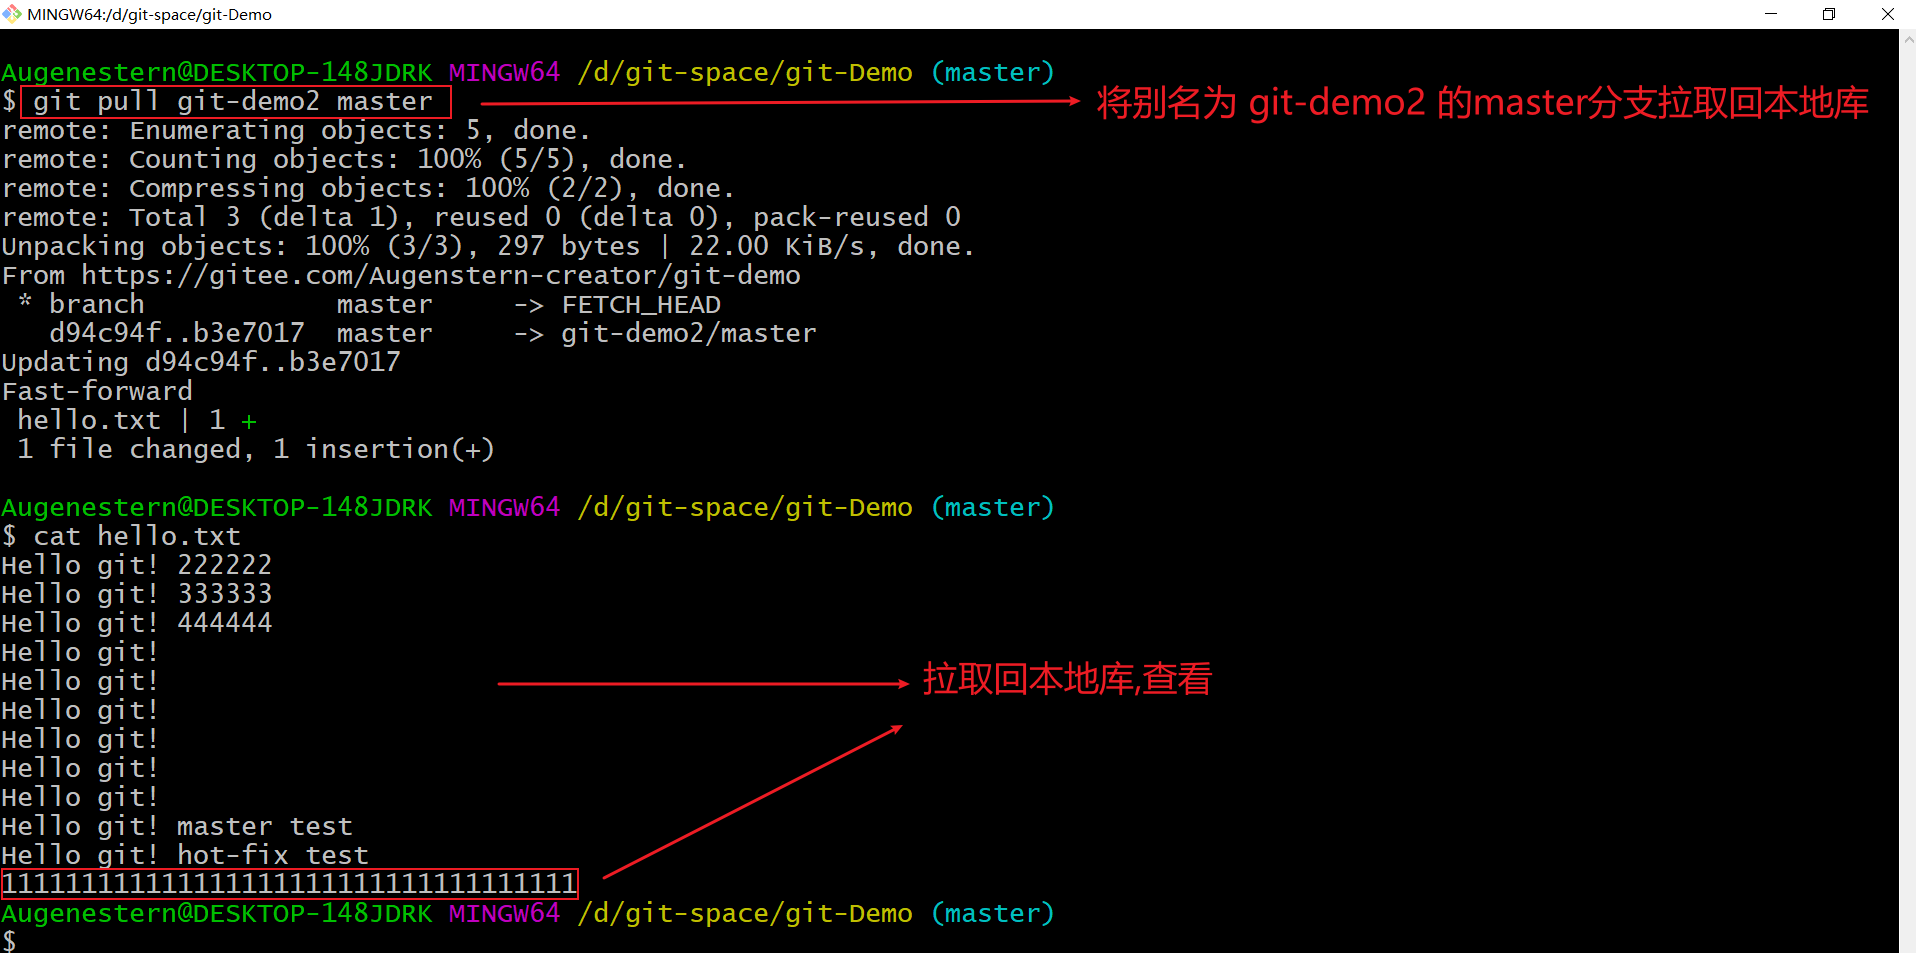 MINGW64:/d/git-space/git-Demo
Augenestern@DESKTOP-148JDRK MINGW64 /d/git-space/git-Demo (master)
$ git pull git-demo2 master 将别名为 git-demo2 的master分支拉取回本地库
remote: Enumerating objects: 5, done.
remote: Counting objects: 100% (5/5), done.
remote: Compressing objects: 100% (2/2), done.
remote: Total 3 (delta 1), reused 0 (delta 0), pack-reused 0
Unpacking objects: 100% (3/3), 297 bytes | 22.00 KiB/s, done.
From https://gitee.com/Augenstern-creator/git-demo
 * branch            master     -> FETCH_HEAD
   d94c94f..b3e7017  master     -> git-demo2/master
Updating d94c94f..b3e7017
Fast-forward
 hello.txt | 1 +
 1 file changed, 1 insertion(+)
Augenestern@DESKTOP-148JDRK MINGW64 /d/git-space/git-Demo (master)
$ cat hello.txt
Hello git! 222222
Hello git! 333333
Hello git! 444444
Hello git!
Hello git! 拉取回本地库,查看
Hello git!
Hello git!
Hello git!
Hello git!
Hello git! master test
Hello git! hot-fix test
111111111111111111111111111111111111
Augenestern@DESKTOP-148JDRK MINGW64 /d/git-space/git-Demo (master)
$